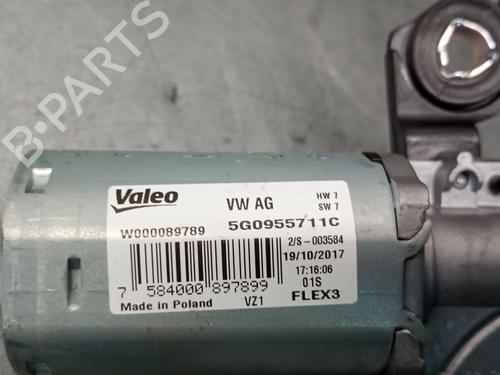 B-PARTS
Valeo
VW AG
HW 7
SW 7
W000089789
5G0955711C
2/S -003584
19/10/2017
17:16:06
01S
7 584000 897899
Made in Poland
VZ1
FLEX3